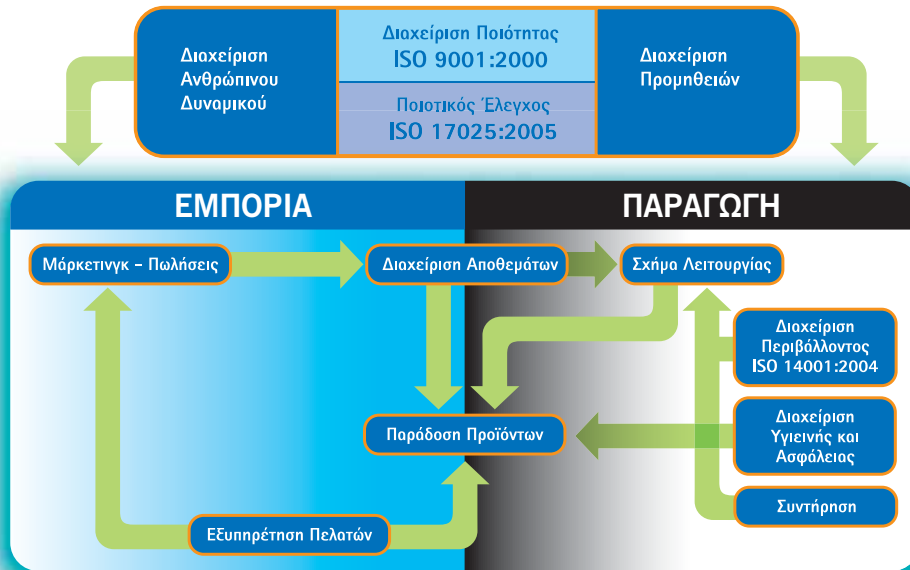 Διαχείριση
Ανθρώπινου
Δυναμικού
Διαχείριση Ποιότητας
ISO 9001:2000
Ποιοτικός Έλεγχος
ISO 17025:2005
Διαχείριση
Προμηθειών
ΕΜΠΟΡΙΑ
ΠΑΡΑΓΩΓΗ
Μάρκετινγκ – Πωλήσεις
Διαχείριση Αποθεμάτων
Σχήμα Λειτουργίας
Διαχείριση
Περιβάλλοντος
ISO 14001:2004
Παράδοση Προϊόντων
Διαχείριση
Υγιεινής και
Ασφάλειας
Συντήρηση
Εξυπηρέτηση Πελατών